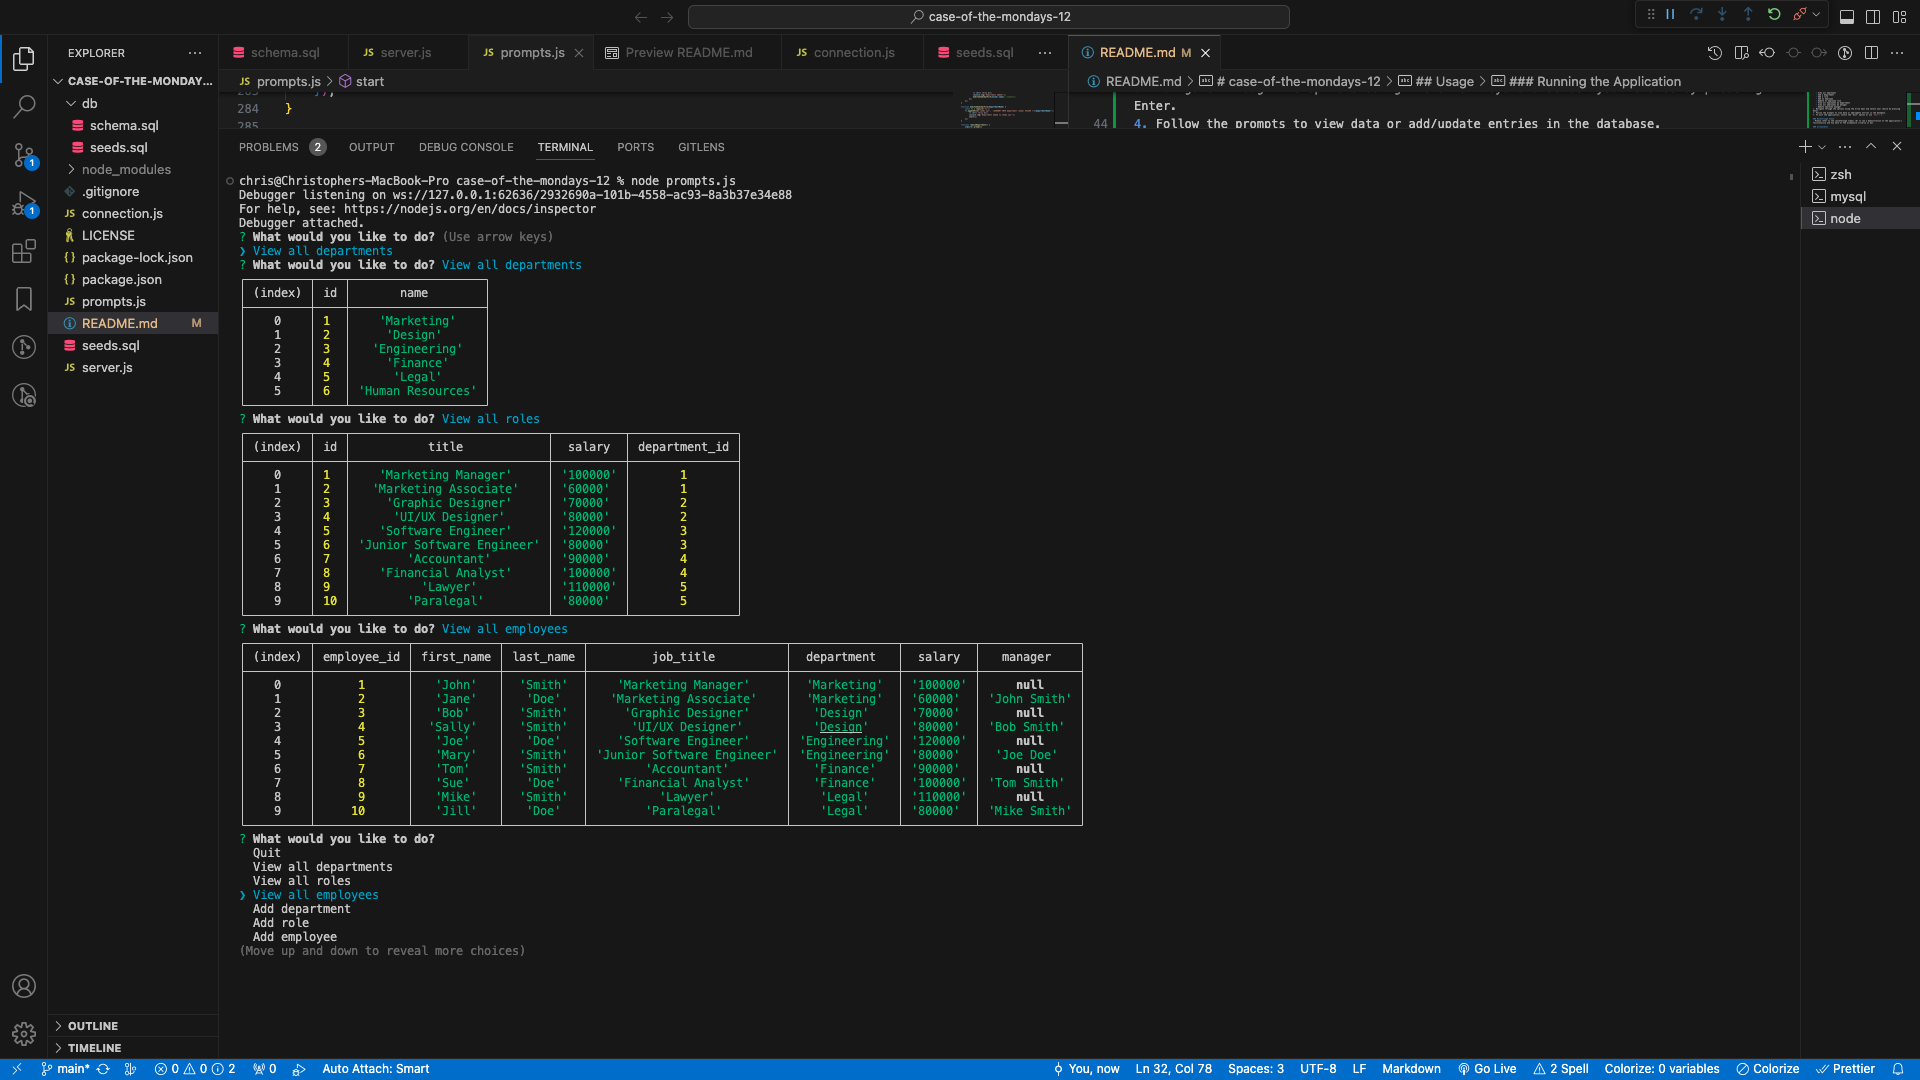 case-of-the-mondays-12
EXPLORER
schema.sql
server.js
prompts.js
Preview README.md
connection.js
seeds.sql
README.md M
CASE-OF-THE-MONDAY...
prompts.js > start
README.md > # case-of-the-mondays-12 > ## Usage > ### Running the Application
db
schema.sql
seeds.sql
node_modules
.gitignore
connection.js
LICENSE
package-lock.json
package.json
prompts.js
README.md M
seeds.sql
server.js
284 }
285
Enter.
44 4. Follow the prompts to view data or add/update entries in the database.
PROBLEMS 2 OUTPUT DEBUG CONSOLE TERMINAL PORTS GITLENS
zsh
mysql
node
chris@Christophers-MacBook-Pro case-of-the-mondays-12 % node prompts.js
Debugger listening on ws://127.0.0.1:62636/2932690a-101b-4558-ac93-8a3b37e34e88
For help, see: https://nodejs.org/en/docs/inspector
Debugger attached.
? What would you like to do? (Use arrow keys)
❯ View all departments
? What would you like to do? View all departments
(index) id name
0 1 'Marketing'
1 2 'Design'
2 3 'Engineering'
3 4 'Finance'
4 5 'Legal'
5 6 'Human Resources'
? What would you like to do? View all roles
(index) id title salary department_id
0 1 'Marketing Manager' '100000' 1
1 2 'Marketing Associate' '60000' 1
2 3 'Graphic Designer' '70000' 2
3 4 'UI/UX Designer' '80000' 2
4 5 'Software Engineer' '120000' 3
5 6 'Junior Software Engineer' '80000' 3
6 7 'Accountant' '90000' 4
7 8 'Financial Analyst' '100000' 4
8 9 'Lawyer' '110000' 5
9 10 'Paralegal' '80000' 5
? What would you like to do? View all employees
(index) employee_id first_name last_name job_title department salary manager
0 1 'John' 'Smith' 'Marketing Manager' 'Marketing' '100000' null
1 2 'Jane' 'Doe' 'Marketing Associate' 'Marketing' '60000' 'John Smith'
2 3 'Bob' 'Smith' 'Graphic Designer' 'Design' '70000' null
3 4 'Sally' 'Smith' 'UI/UX Designer' 'Design' '80000' 'Bob Smith'
4 5 'Joe' 'Doe' 'Software Engineer' 'Engineering' '120000' null
5 6 'Mary' 'Smith' 'Junior Software Engineer' 'Engineering' '80000' 'Joe Doe'
6 7 'Tom' 'Smith' 'Accountant' 'Finance' '90000' null
7 8 'Sue' 'Doe' 'Financial Analyst' 'Finance' '100000' 'Tom Smith'
8 9 'Mike' 'Smith' 'Lawyer' 'Legal' '110000' null
9 10 'Jill' 'Doe' 'Paralegal' 'Legal' '80000' 'Mike Smith'
? What would you like to do?
Quit
View all departments
View all roles
❯ View all employees
Add department
Add role
Add employee
(Move up and down to reveal more choices)
OUTLINE
TIMELINE
main* 0 0 2 0 Auto Attach: Smart
You, now Ln 32, Col 78 Spaces: 3 UTF-8 LF Markdown Go Live 2 Spell Colorize: 0 variables Colorize Prettier